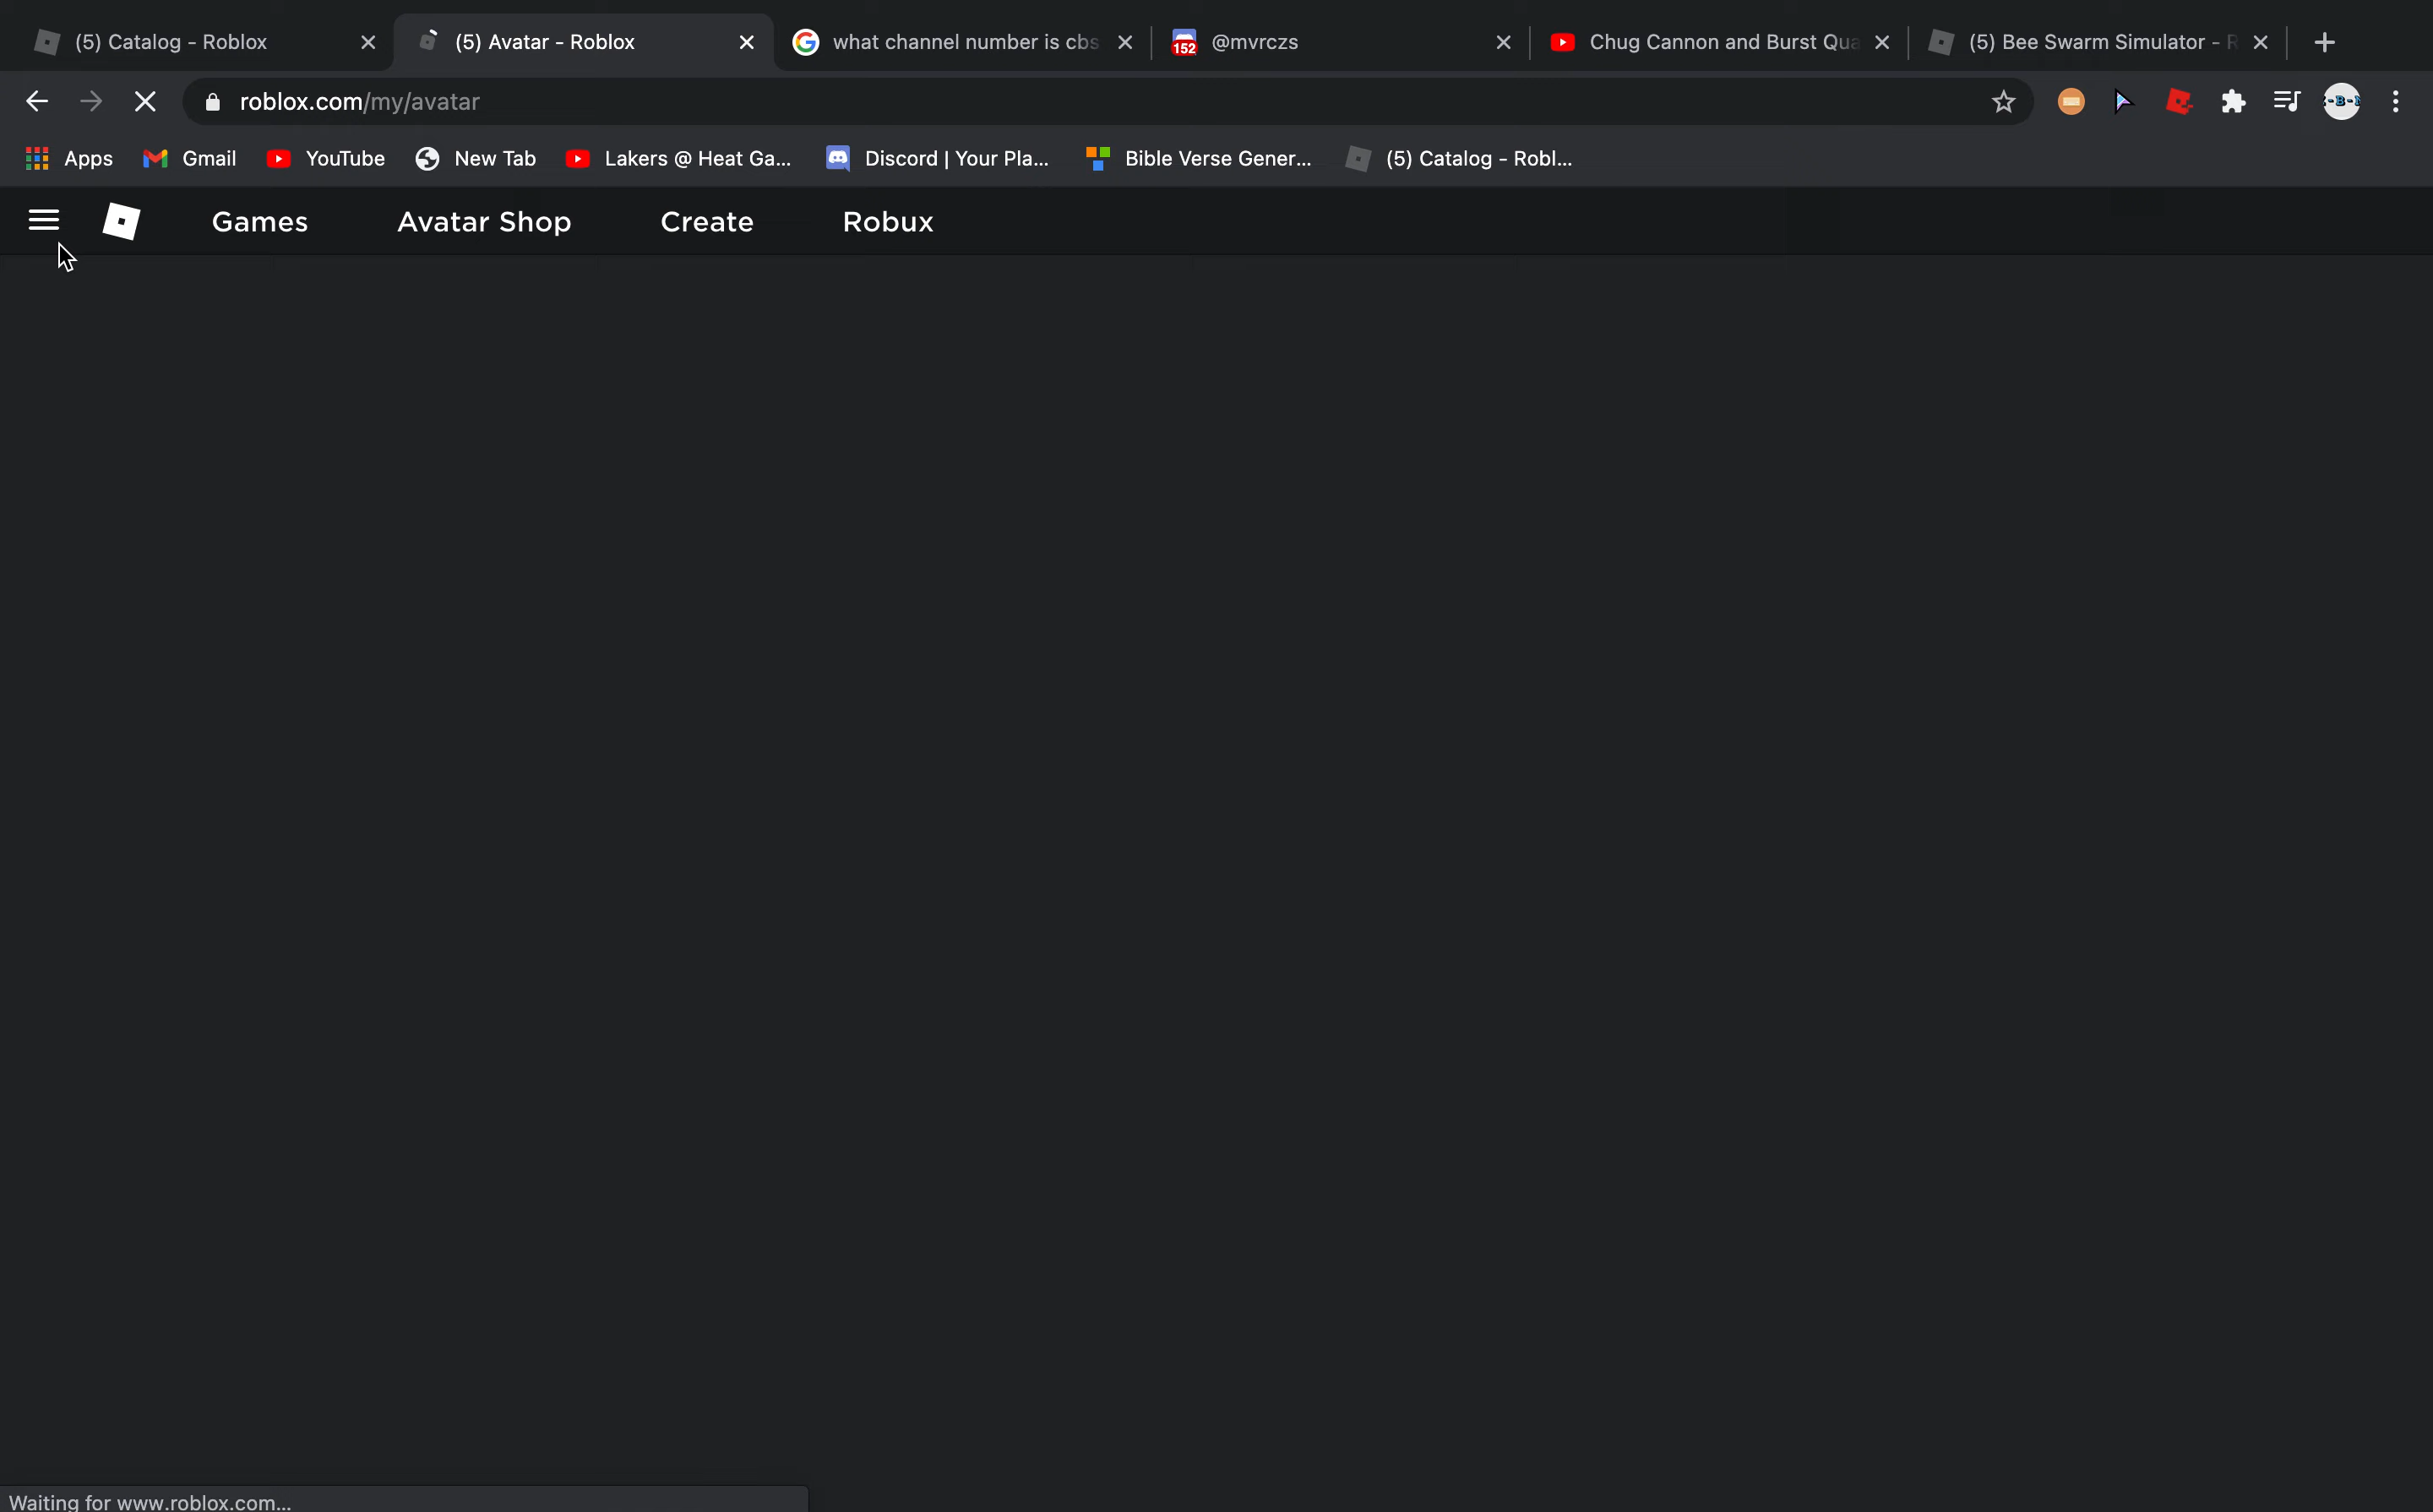 (5) Catalog - Roblox
(5) Avatar - Roblox
what channel number is cbs
152
@mvrczs
Chug Cannon and Burst Qua
(5) Bee Swarm Simulator - R
roblox.com/my/avatar
-B-
Apps
Gmail
YouTube
New Tab
Lakers @ Heat Ga...
Discord | Your Pla...
Bible Verse Gener...
(5) Catalog - Robl...
Games
Avatar Shop
Create
Robux
Waiting for www.roblox.com...